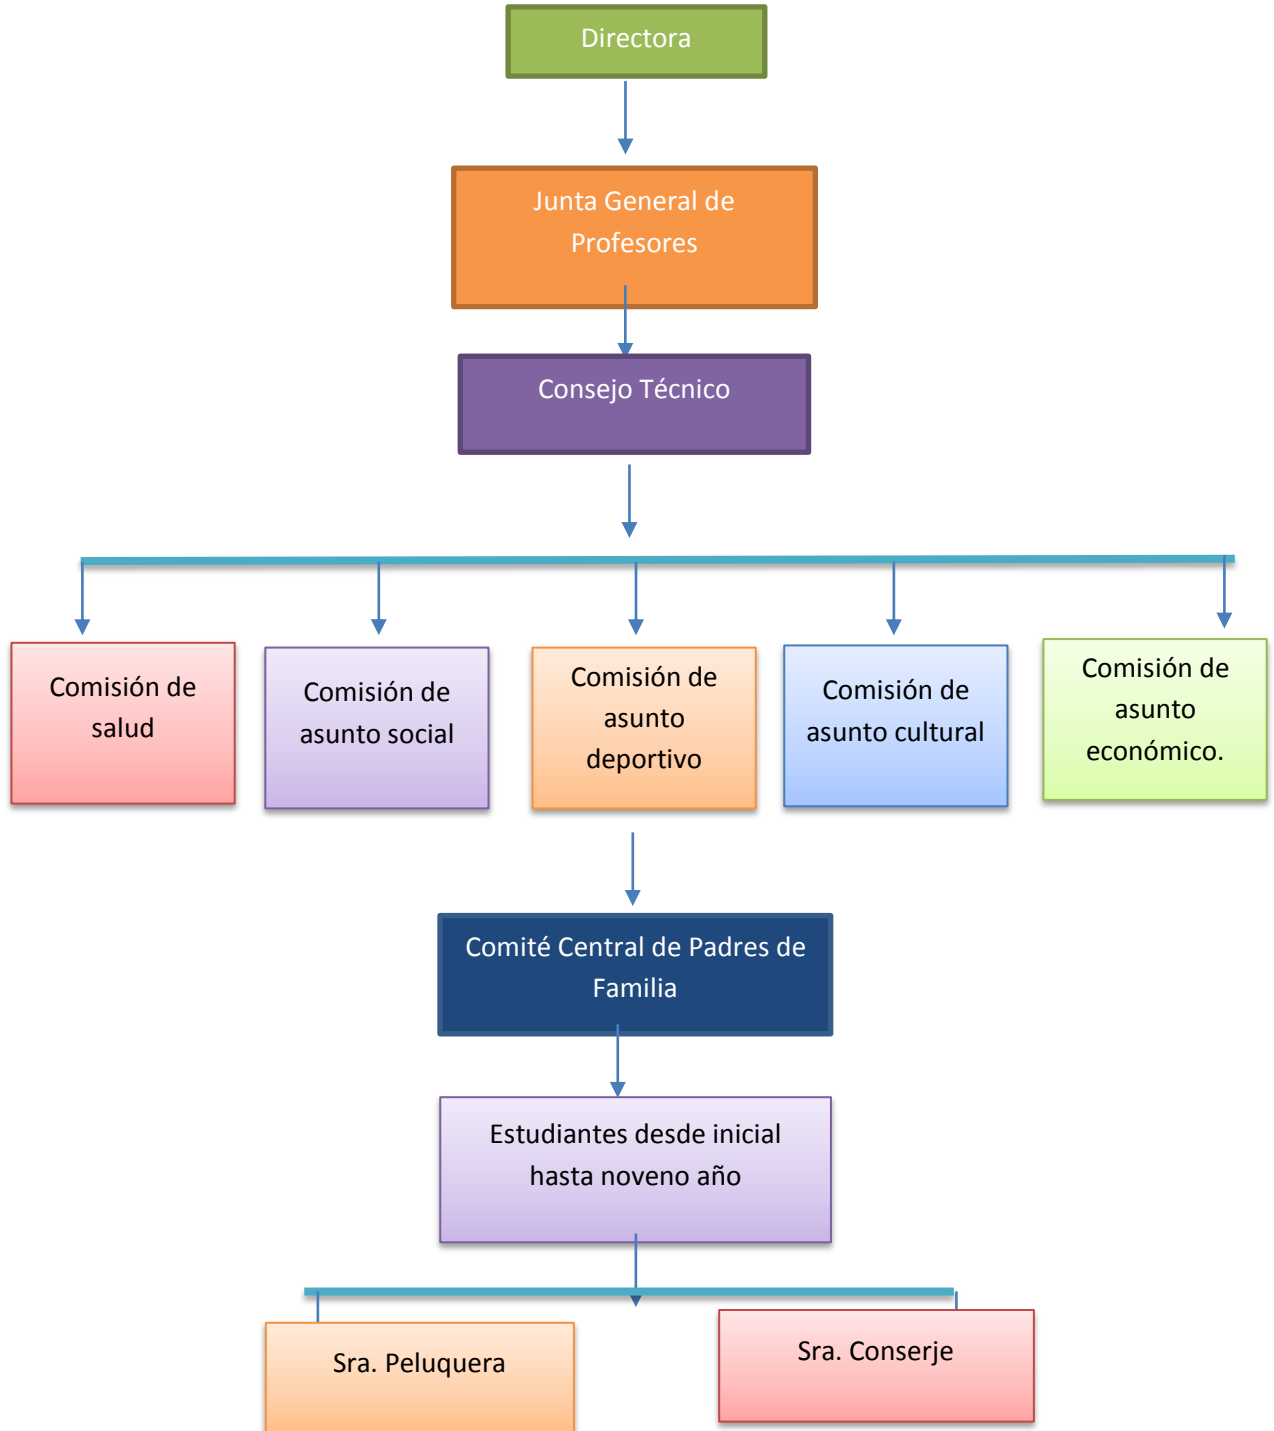 Directora
Junta General de
Profesores
Consejo Técnico
Comisión de
salud
Comisión de
asunto social
Comisión de
asunto
deportivo
Comisión de
asunto cultural
Comisión de
asunto
económico.
Comité Central de Padres de
Familia
Estudiantes desde inicial
hasta noveno año
Sra. Peluquera
Sra. Conserje